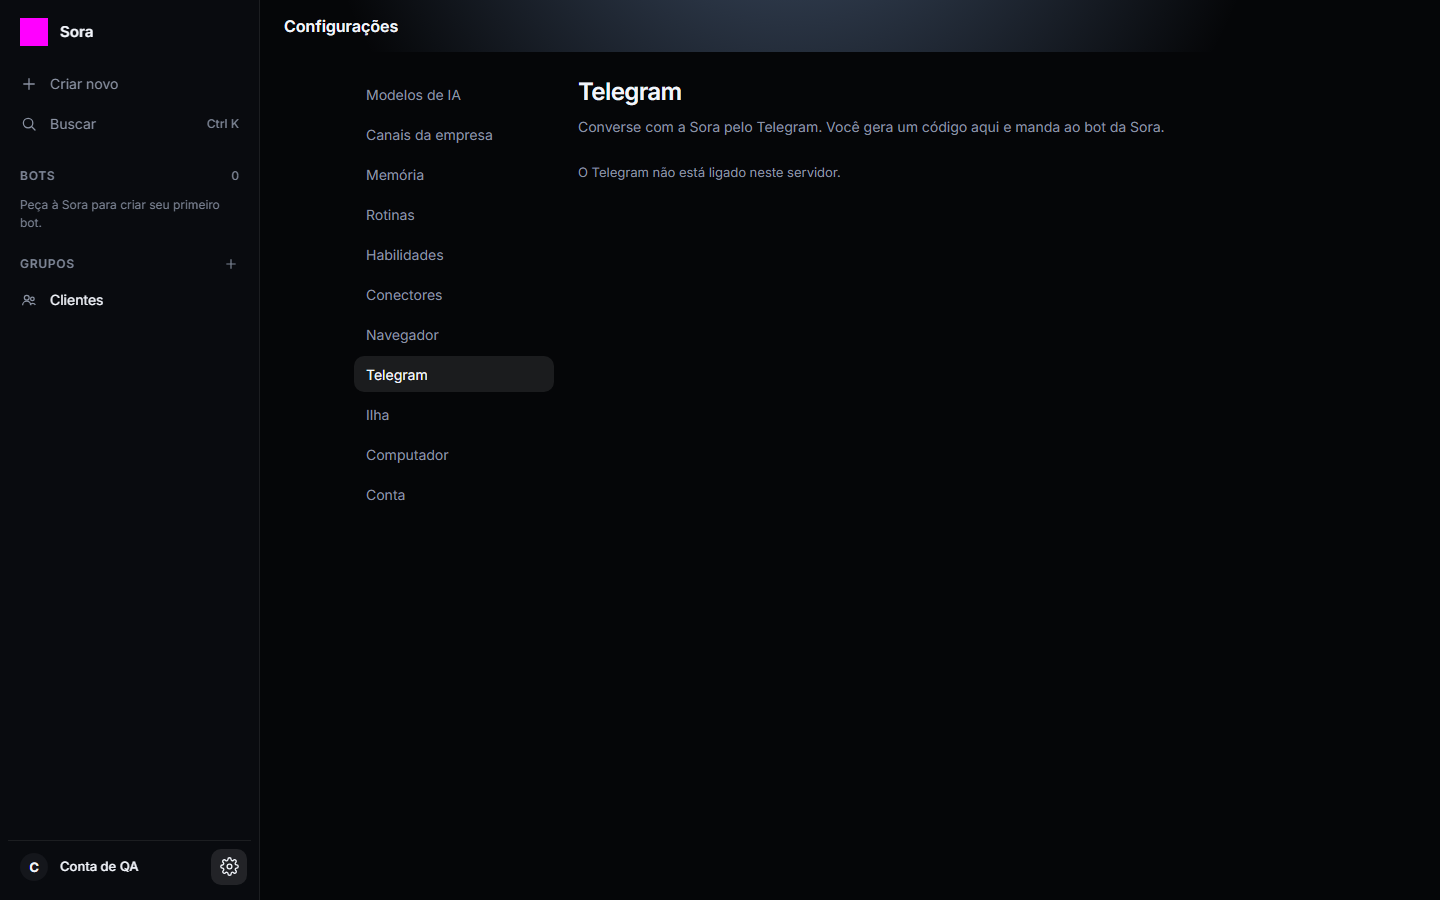 Sora
Criar novo
Buscar Ctrl K
BOTS 0
Peça à Sora para criar seu primeiro
bot.
GRUPOS
Clientes
Conta de QA
C
Configurações
Modelos de IA
Canais da empresa
Memória
Rotinas
Habilidades
Conectores
Navegador
Telegram
Ilha
Computador
Conta
Telegram
Converse com a Sora pelo Telegram. Você gera um código aqui e manda ao bot da Sora.
O Telegram não está ligado neste servidor.